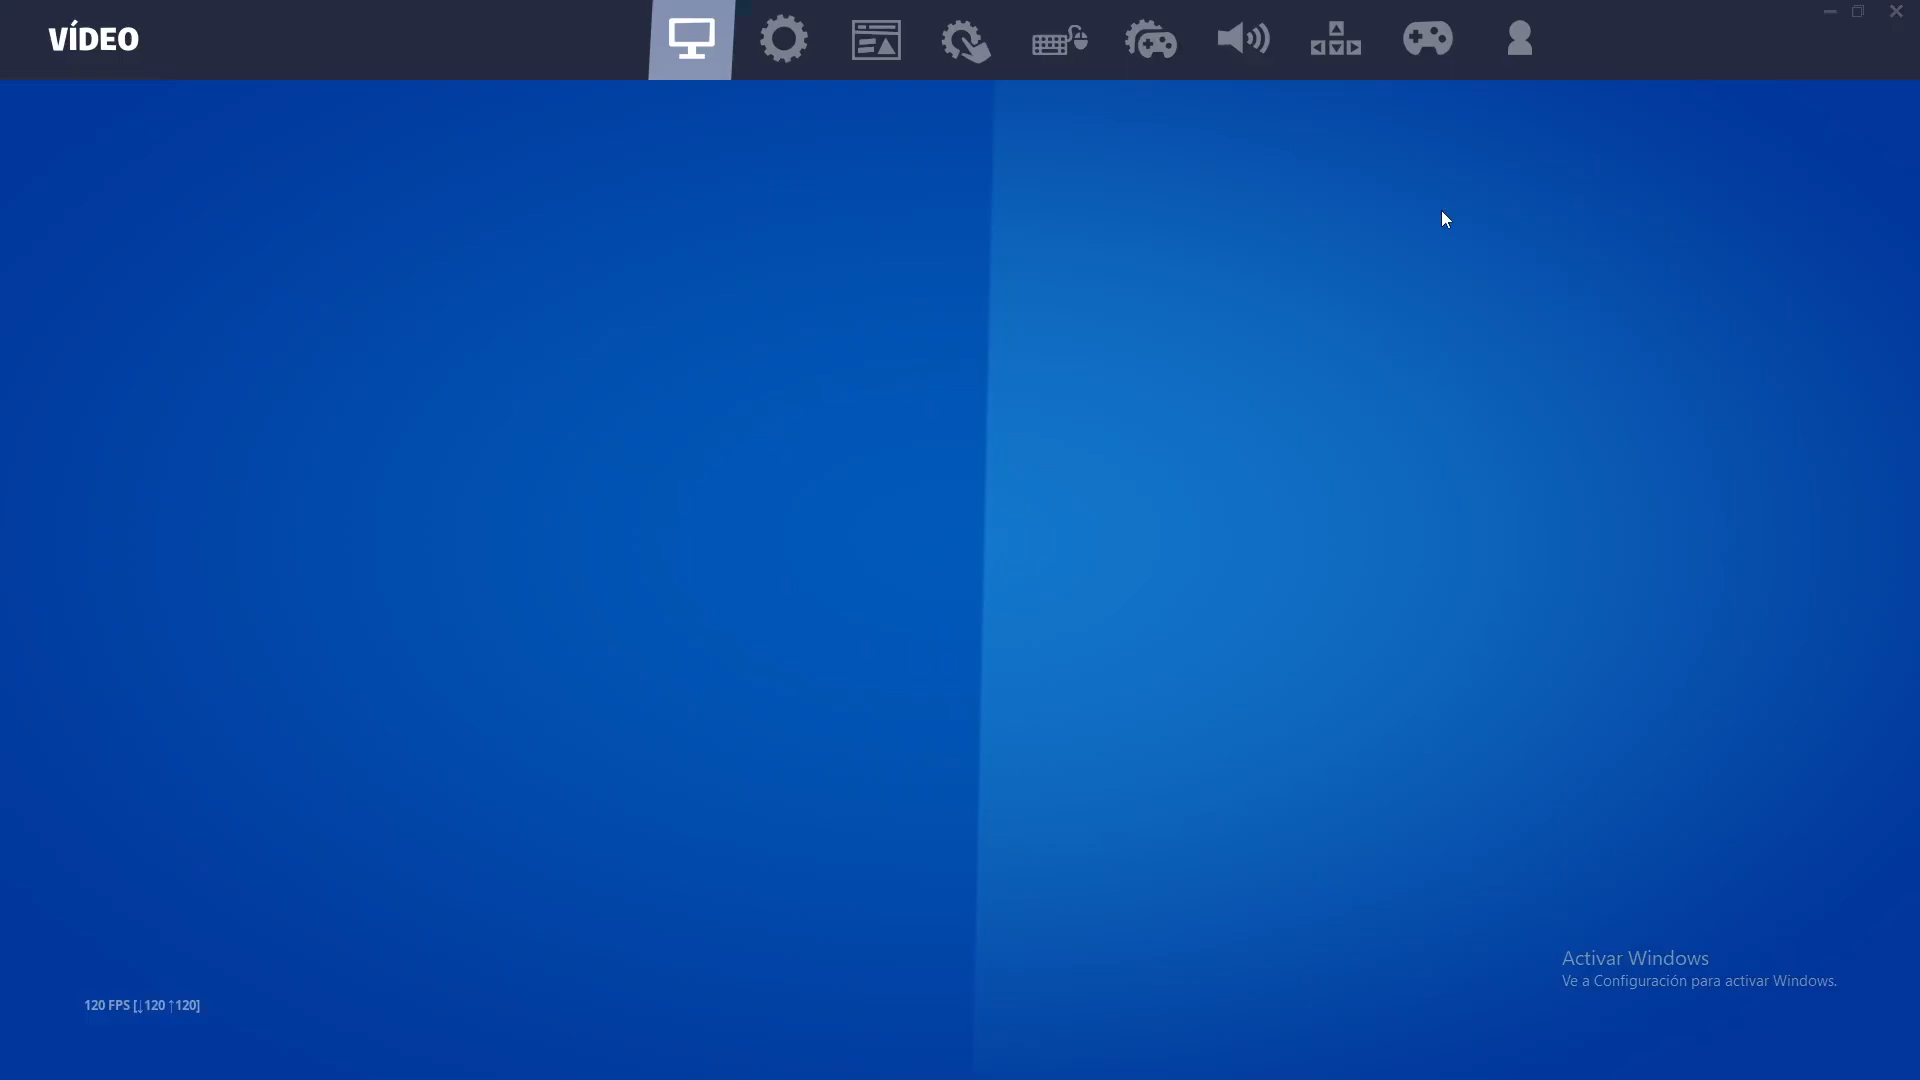 VÍDEO
Activar Windows
Ve a Configuración para activar Windows.
120 FPS [↓120 ↑120]